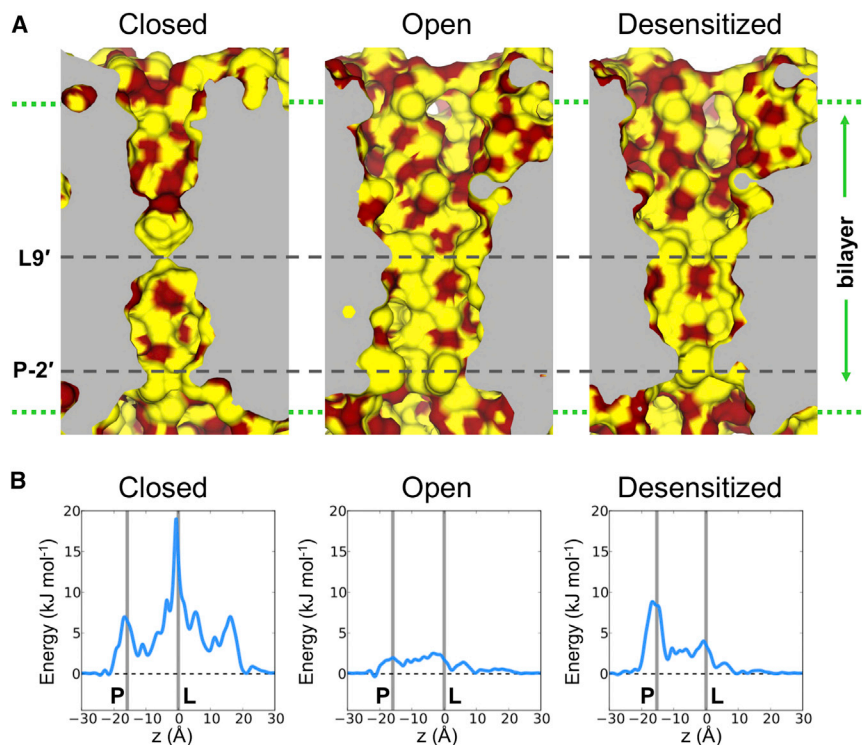 A
Closed Open Desensitized
L9′
P-2′
bilayer
B
Closed Open Desensitized
Energy (kJ mol⁻¹) Energy (kJ mol⁻¹) Energy (kJ mol⁻¹)
20 20 20
15 15 15
10 10 10
5 5 5
0 0 0
P L P L P L
−30 −20 −10 0 10 20 30 −30 −20 −10 0 10 20 30 −30 −20 −10 0 10 20 30
z (Å) z (Å) z (Å)